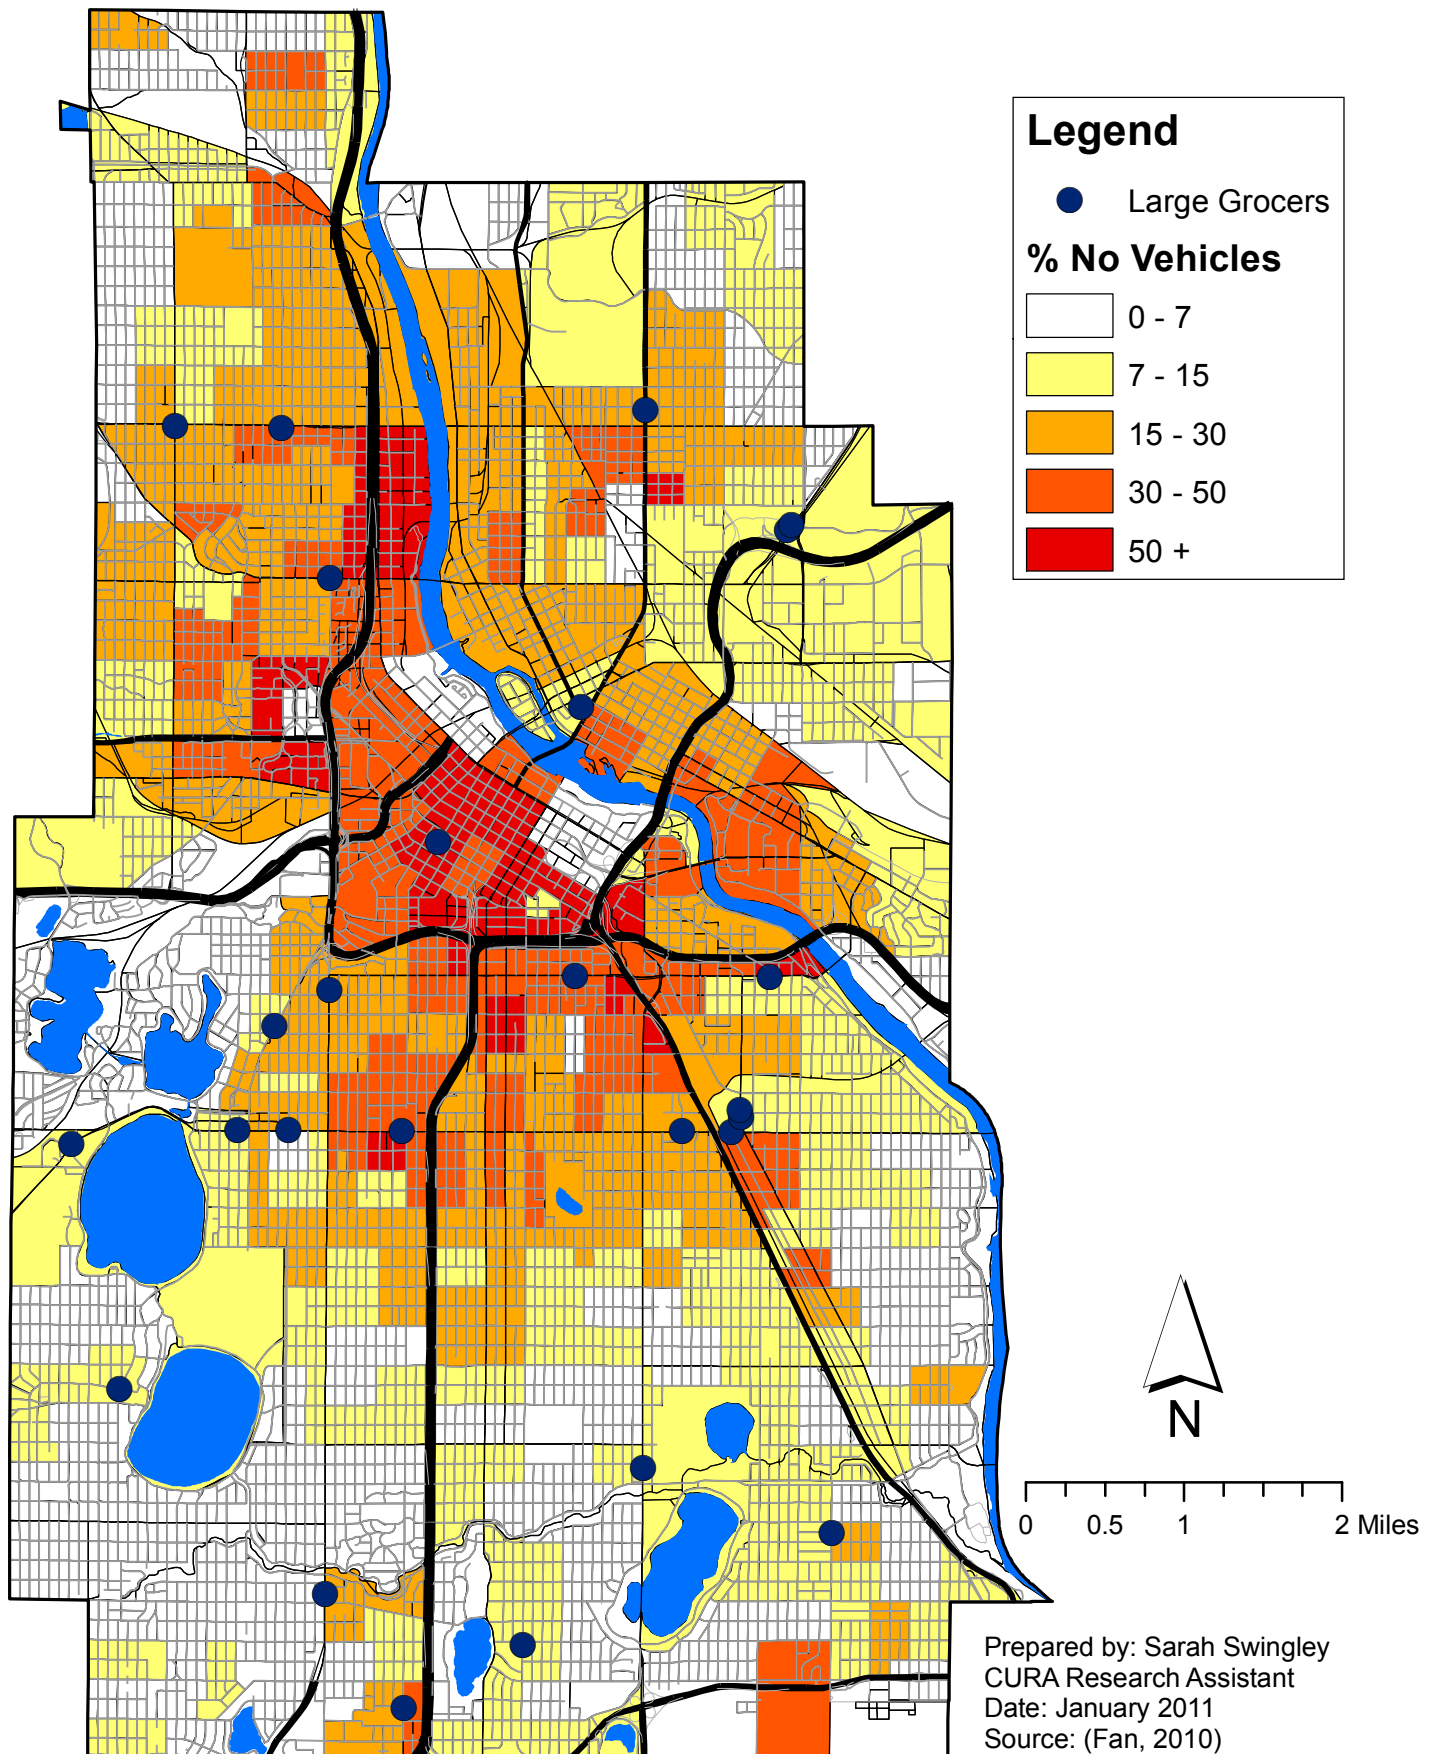 Legend
Large Grocers
% No Vehicles
0 - 7
7 - 15
15 - 30
30 - 50
50 +
N
0 0.5 1 2 Miles
Prepared by: Sarah Swingley
CURA Research Assistant
Date: January 2011
Source: (Fan, 2010)